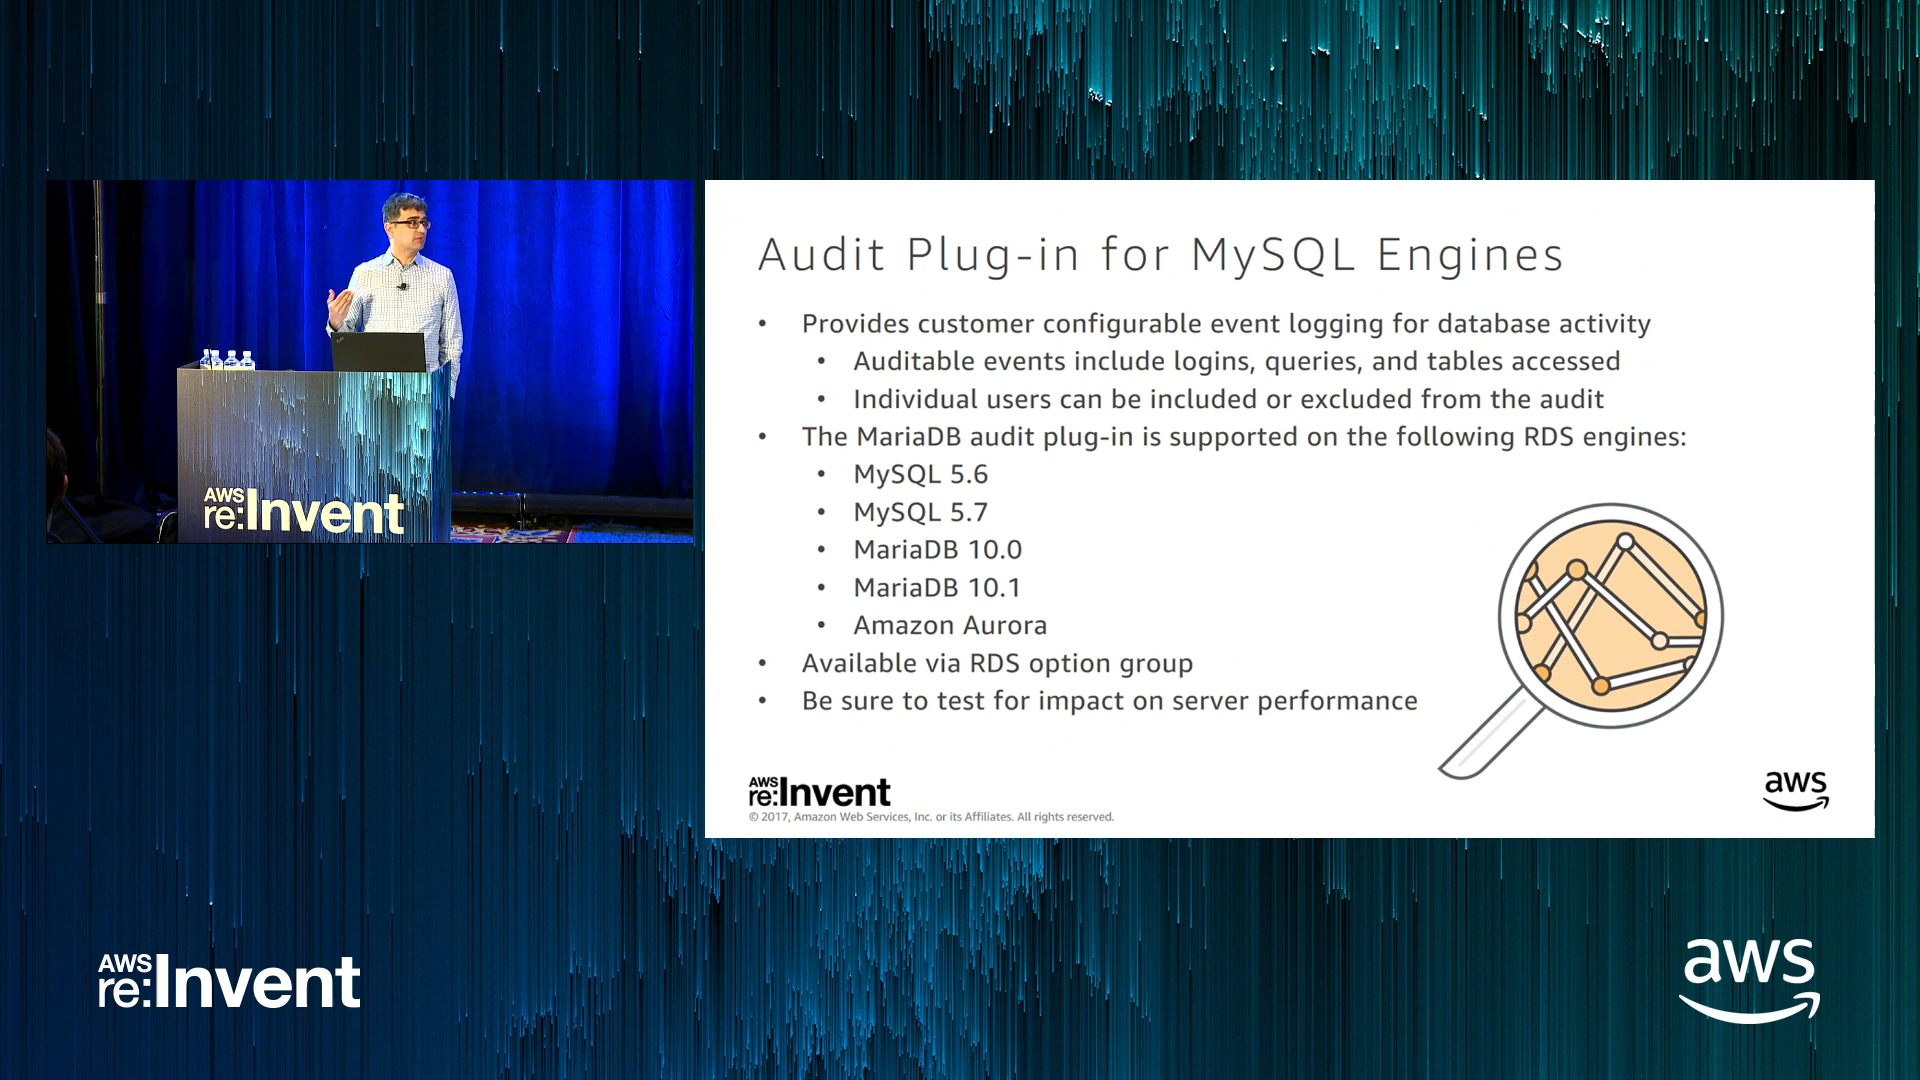 Audit Plug-in for MySQL Engines
• Provides customer configurable event logging for database activity
• Auditable events include logins, queries, and tables accessed
• Individual users can be included or excluded from the audit
• The MariaDB audit plug-in is supported on the following RDS engines:
• MySQL 5.6
• MySQL 5.7
• MariaDB 10.0
• MariaDB 10.1
• Amazon Aurora
• Available via RDS option group
• Be sure to test for impact on server performance
AWS
re:Invent
© 2017, Amazon Web Services, Inc. or its Affiliates. All rights reserved.
aws
AWS
re:Invent
AWS
re:Invent
aws